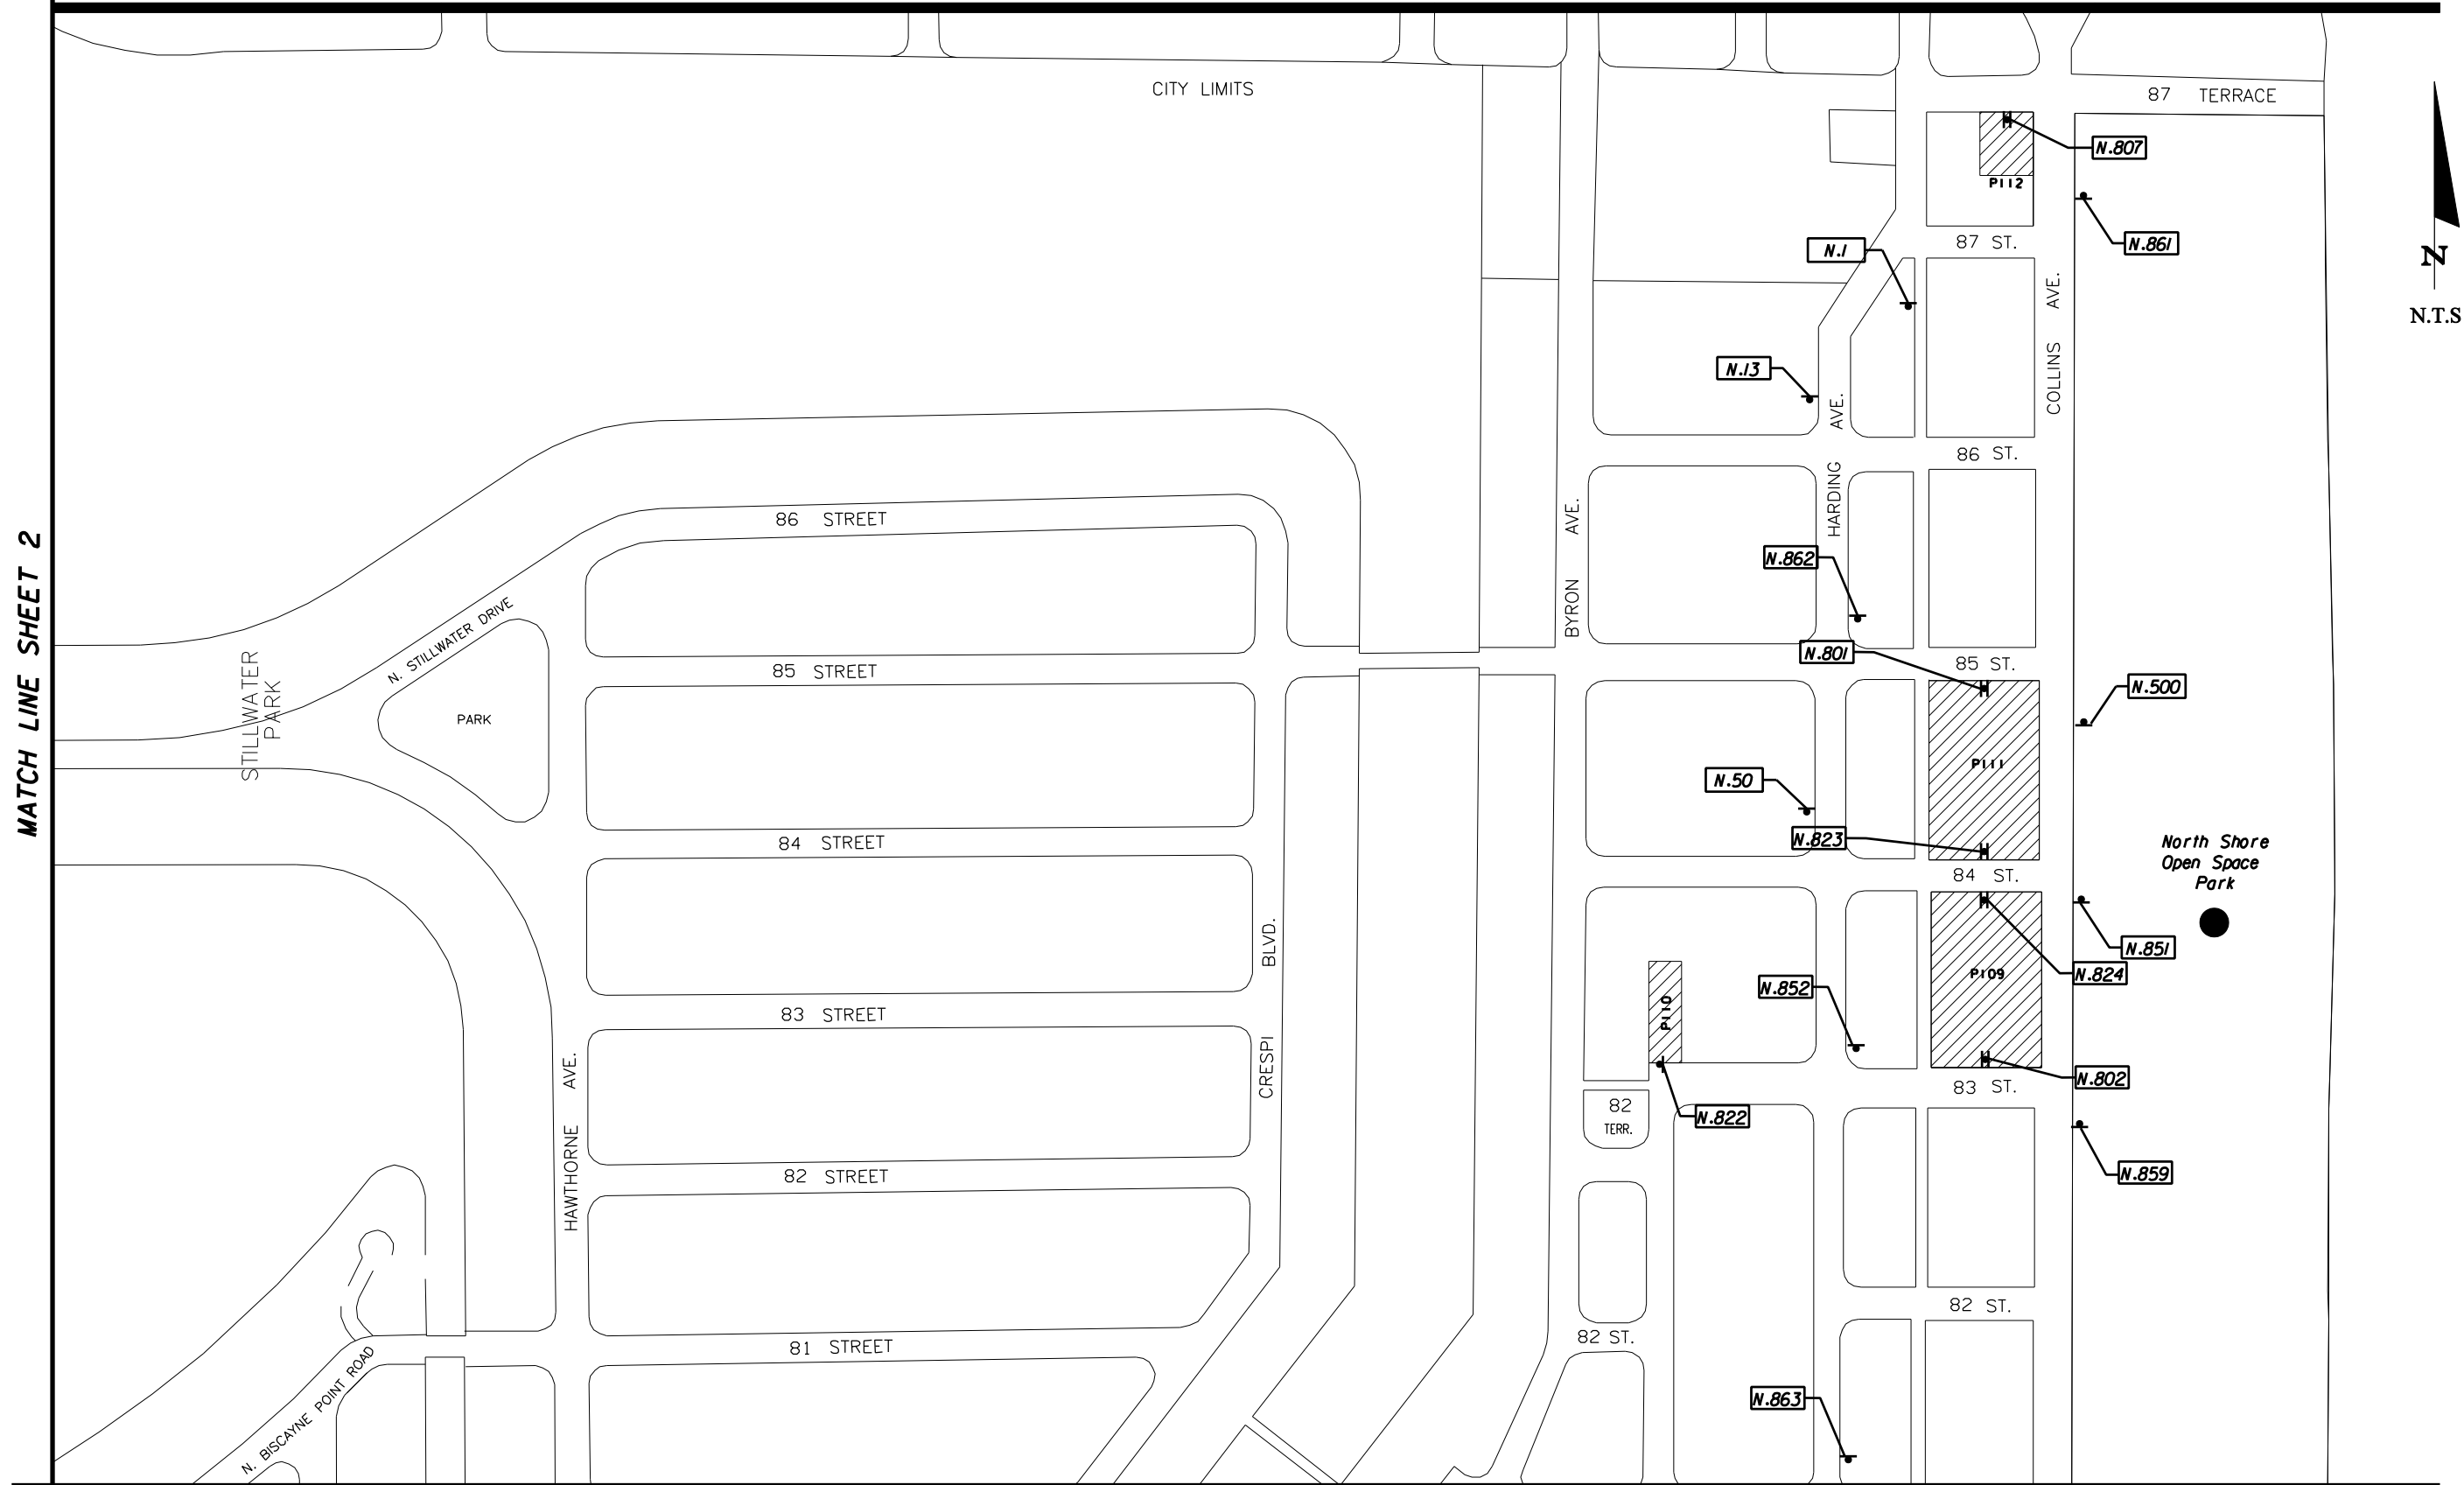 CITY LIMITS
87 TERRACE
N.807
P112
N.861
87 ST.
N.1
N
N.T.S
COLLINS AVE.
N.13
HARDING AVE.
86 ST.
86 STREET
BYRON AVE.
N.862
MATCH LINE SHEET 2
N. STILLWATER DRIVE
STILLWATER
PARK
PARK
85 STREET
N.801
85 ST.
N.500
P111
N.50
N.823
84 STREET
84 ST.
North Shore
Open Space
Park
N.851
N.824
P109
N.852
P110
CRESPI BLVD.
83 STREET
HAWTHORNE AVE.
N.802
83 ST.
82
TERR.
N.822
N.859
82 STREET
82 ST.
82 ST.
81 STREET
N. BISCAYNE POINT ROAD
N.863